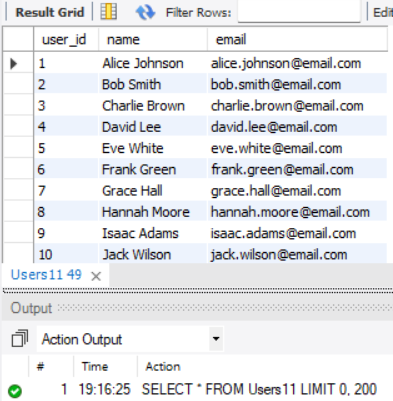 Result Grid Filter Rows: Edi
user_id name email
1 Alice Johnson alice.johnson@email.com
2 Bob Smith bob.smith@email.com
3 Charlie Brown charlie.brown@email.com
4 David Lee david.lee@email.com
5 Eve White eve.white@email.com
6 Frank Green frank.green@email.com
7 Grace Hall grace.hall@email.com
8 Hannah Moore hannah.moore@email.com
9 Isaac Adams isaac.adams@email.com
10 Jack Wilson jack.wilson@email.com
Users11 49 ×
Output
Action Output
# Time Action
1 19:16:25 SELECT * FROM Users11 LIMIT 0, 200